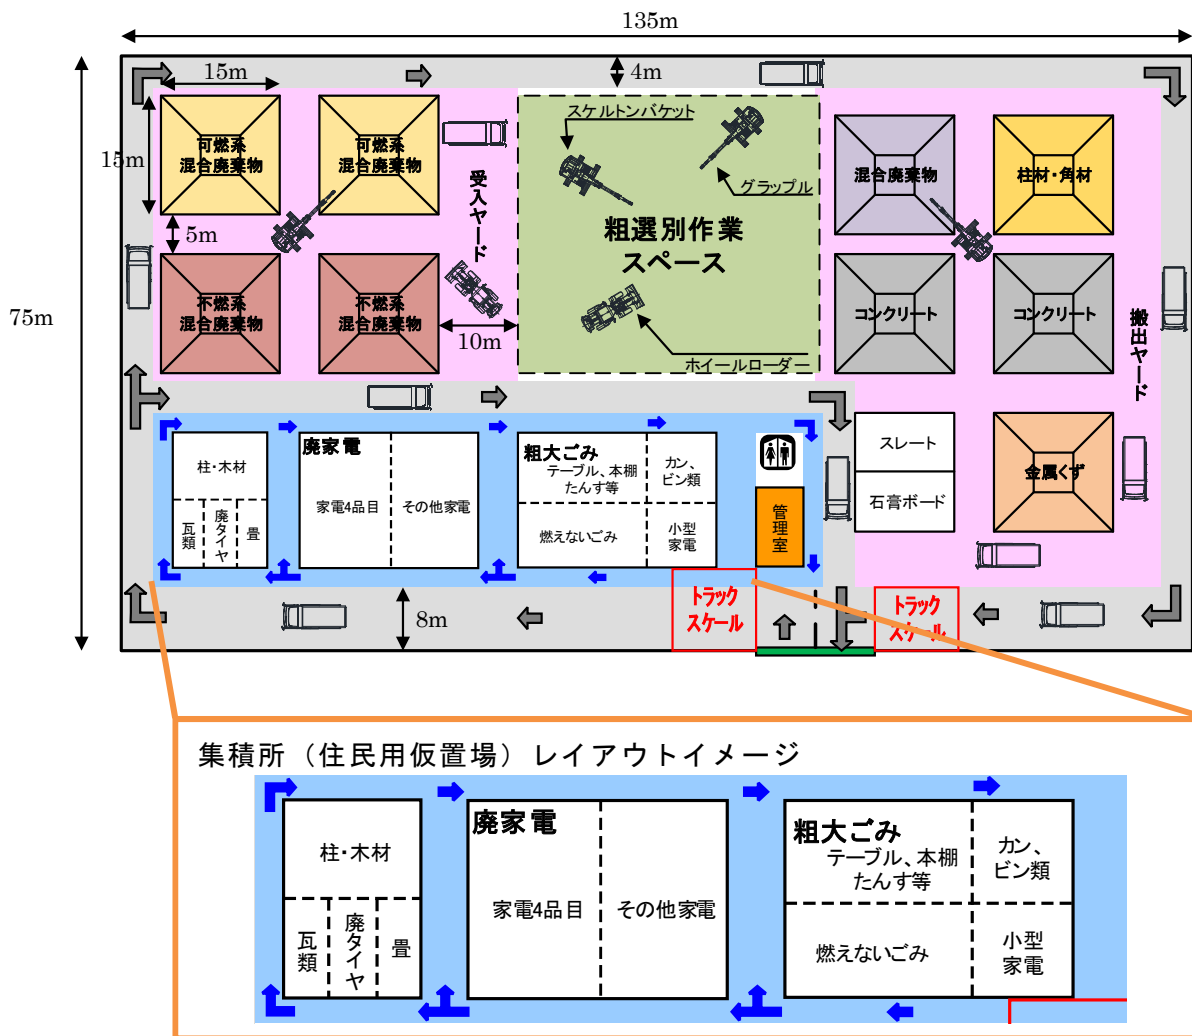 135m
15m
4m
スケルトンバケット
可燃系
混合廃棄物
可燃系
混合廃棄物
15m
受入ヤード
グラップル
混合廃棄物
柱材・角材
5m
粗選別作業
スペース
75m
不燃系
混合廃棄物
不燃系
混合廃棄物
コンクリート
コンクリート
搬出ヤード
10m
ホイールローダー
柱・木材
瓦類
廃タイヤ
畳
廃家電
家電4品目
その他家電
粗大ごみ
テーブル、本棚
たんす等
カン、
ビン類
燃えないごみ
小型
家電
管理室
スレート
石膏ボード
金属くず
8m
トラック
スケール
トラック
スケール
集積所（住民用仮置場）レイアウトイメージ
柱・木材
瓦類
廃タイヤ
畳
廃家電
家電4品目
その他家電
粗大ごみ
テーブル、本棚
たんす等
カン、
ビン類
燃えないごみ
小型
家電